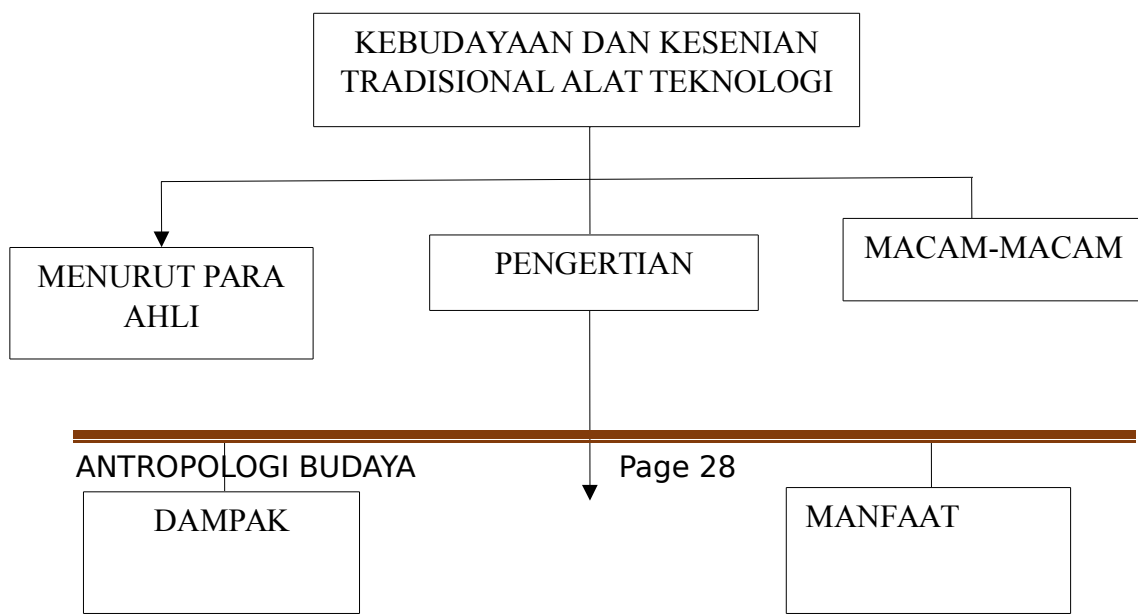 KEBUDAYAAN DAN KESENIAN
TRADISIONAL ALAT TEKNOLOGI
MENURUT PARA
AHLI
PENGERTIAN
MACAM-MACAM
ANTROPOLOGI BUDAYA Page 28
DAMPAK
MANFAAT